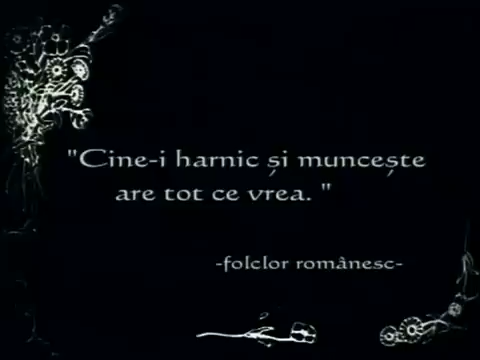 "Cine-i harnic și muncește
are tot ce vrea. "
-folclor românesc-